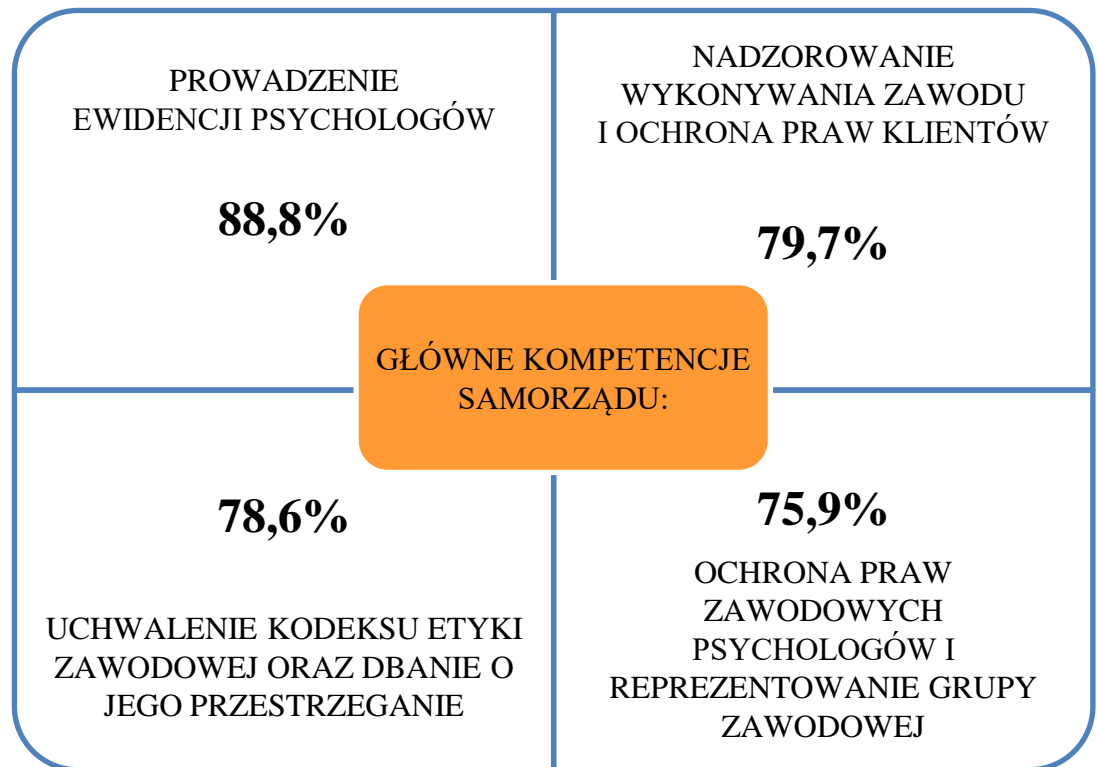 PROWADZENIE
EWIDENCJI PSYCHOLOGÓW
88,8%
NADZOROWANIE
WYKONYWANIA ZAWODU
I OCHRONA PRAW KLIENTÓW
79,7%
GŁÓWNE KOMPETENCJE
SAMORZĄDU:
78,6%
UCHWALENIE KODEKSU ETYKI
ZAWODOWEJ ORAZ DBANIE O
JEGO PRZESTRZEGANIE
75,9%
OCHRONA PRAW
ZAWODOWYCH
PSYCHOLOGÓW I
REPREZENTOWANIE GRUPY
ZAWODOWEJ